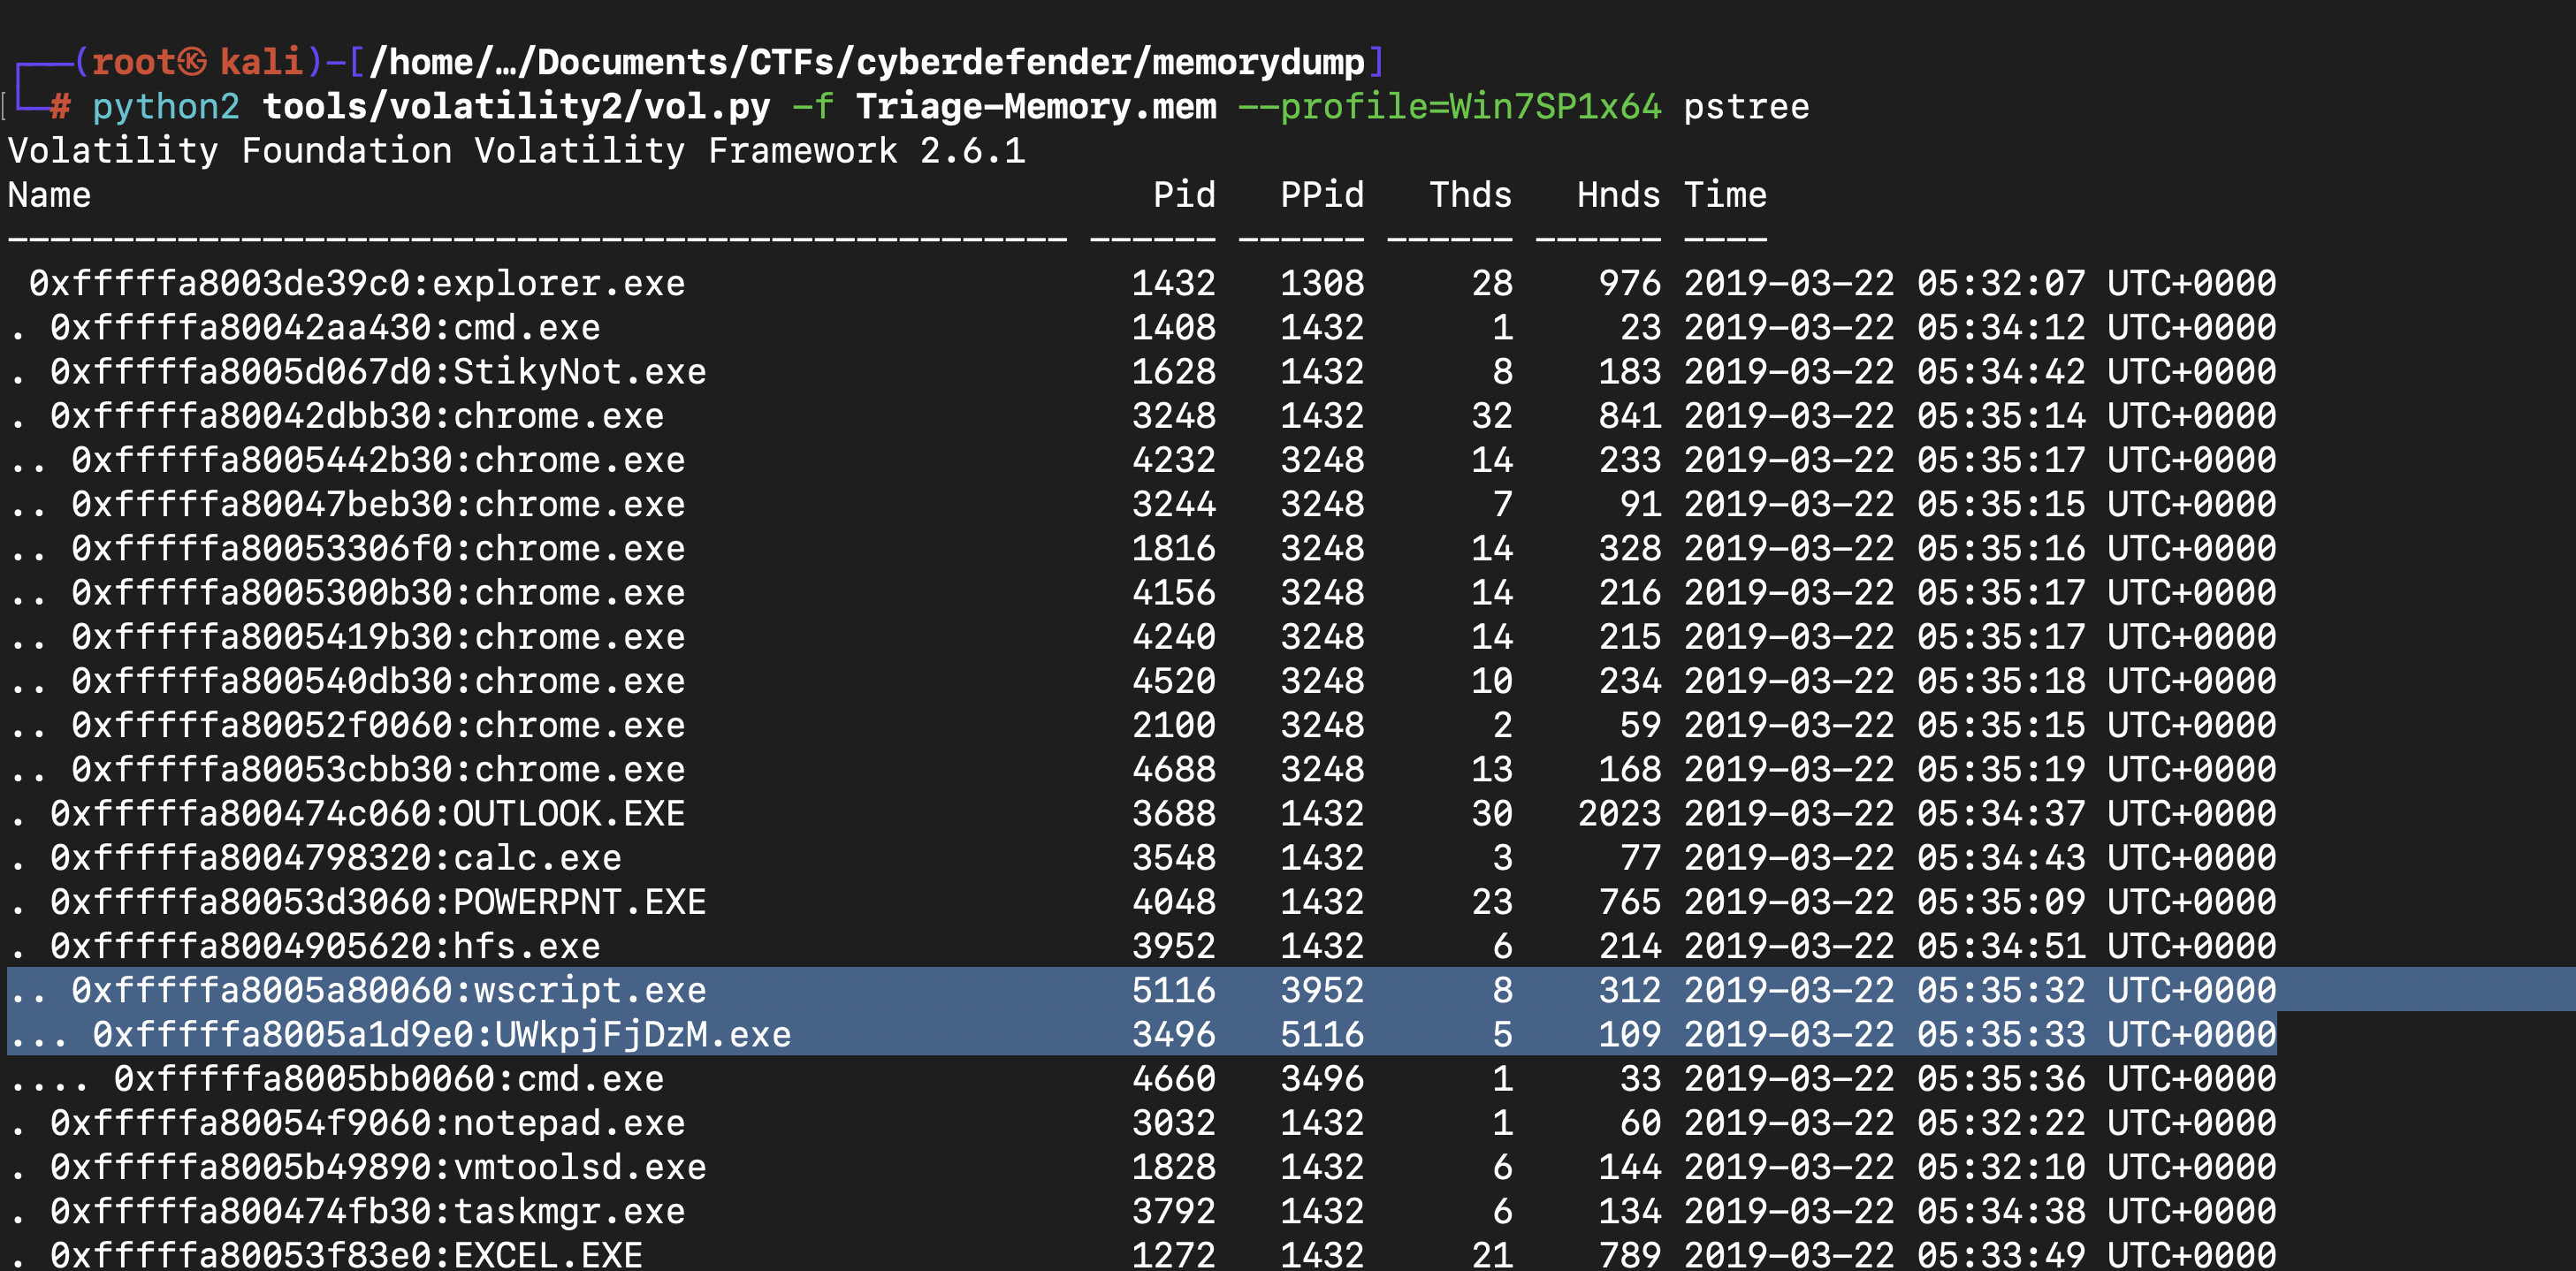 ┌──(root㉿kali)-[/home/…/Documents/CTFs/cyberdefender/memorydump]
└─# python2 tools/volatility2/vol.py -f Triage-Memory.mem --profile=Win7SP1x64 pstree
Volatility Foundation Volatility Framework 2.6.1
Name                                                  Pid   PPid   Thds   Hnds Time
-------------------------------------------------- ------ ------ ------ ------ ----
 0xfffffa8003de39c0:explorer.exe                     1432   1308     28    976 2019-03-22 05:32:07 UTC+0000
. 0xfffffa80042aa430:cmd.exe                         1408   1432      1     23 2019-03-22 05:34:12 UTC+0000
. 0xfffffa8005d067d0:StikyNot.exe                    1628   1432      8    183 2019-03-22 05:34:42 UTC+0000
. 0xfffffa80042dbb30:chrome.exe                      3248   1432     32    841 2019-03-22 05:35:14 UTC+0000
.. 0xfffffa8005442b30:chrome.exe                     4232   3248     14    233 2019-03-22 05:35:17 UTC+0000
.. 0xfffffa80047beb30:chrome.exe                     3244   3248      7     91 2019-03-22 05:35:15 UTC+0000
.. 0xfffffa80053306f0:chrome.exe                     1816   3248     14    328 2019-03-22 05:35:16 UTC+0000
.. 0xfffffa8005300b30:chrome.exe                     4156   3248     14    216 2019-03-22 05:35:17 UTC+0000
.. 0xfffffa8005419b30:chrome.exe                     4240   3248     14    215 2019-03-22 05:35:17 UTC+0000
.. 0xfffffa800540db30:chrome.exe                     4520   3248     10    234 2019-03-22 05:35:18 UTC+0000
.. 0xfffffa80052f0060:chrome.exe                     2100   3248      2     59 2019-03-22 05:35:15 UTC+0000
.. 0xfffffa80053cbb30:chrome.exe                     4688   3248     13    168 2019-03-22 05:35:19 UTC+0000
. 0xfffffa800474c060:OUTLOOK.EXE                     3688   1432     30   2023 2019-03-22 05:34:37 UTC+0000
. 0xfffffa8004798320:calc.exe                        3548   1432      3     77 2019-03-22 05:34:43 UTC+0000
. 0xfffffa80053d3060:POWERPNT.EXE                    4048   1432     23    765 2019-03-22 05:35:09 UTC+0000
. 0xfffffa8004905620:hfs.exe                         3952   1432      6    214 2019-03-22 05:34:51 UTC+0000
.. 0xfffffa8005a80060:wscript.exe                    5116   3952      8    312 2019-03-22 05:35:32 UTC+0000
... 0xfffffa8005a1d9e0:UWkpjFjDzM.exe                3496   5116      5    109 2019-03-22 05:35:33 UTC+0000
.... 0xfffffa8005bb0060:cmd.exe                      4660   3496      1     33 2019-03-22 05:35:36 UTC+0000
. 0xfffffa80054f9060:notepad.exe                     3032   1432      1     60 2019-03-22 05:32:22 UTC+0000
. 0xfffffa8005b49890:vmtoolsd.exe                    1828   1432      6    144 2019-03-22 05:32:10 UTC+0000
. 0xfffffa800474fb30:taskmgr.exe                     3792   1432      6    134 2019-03-22 05:34:38 UTC+0000
. 0xfffffa80053f83e0:EXCEL.EXE                       1272   1432     21    789 2019-03-22 05:33:49 UTC+0000